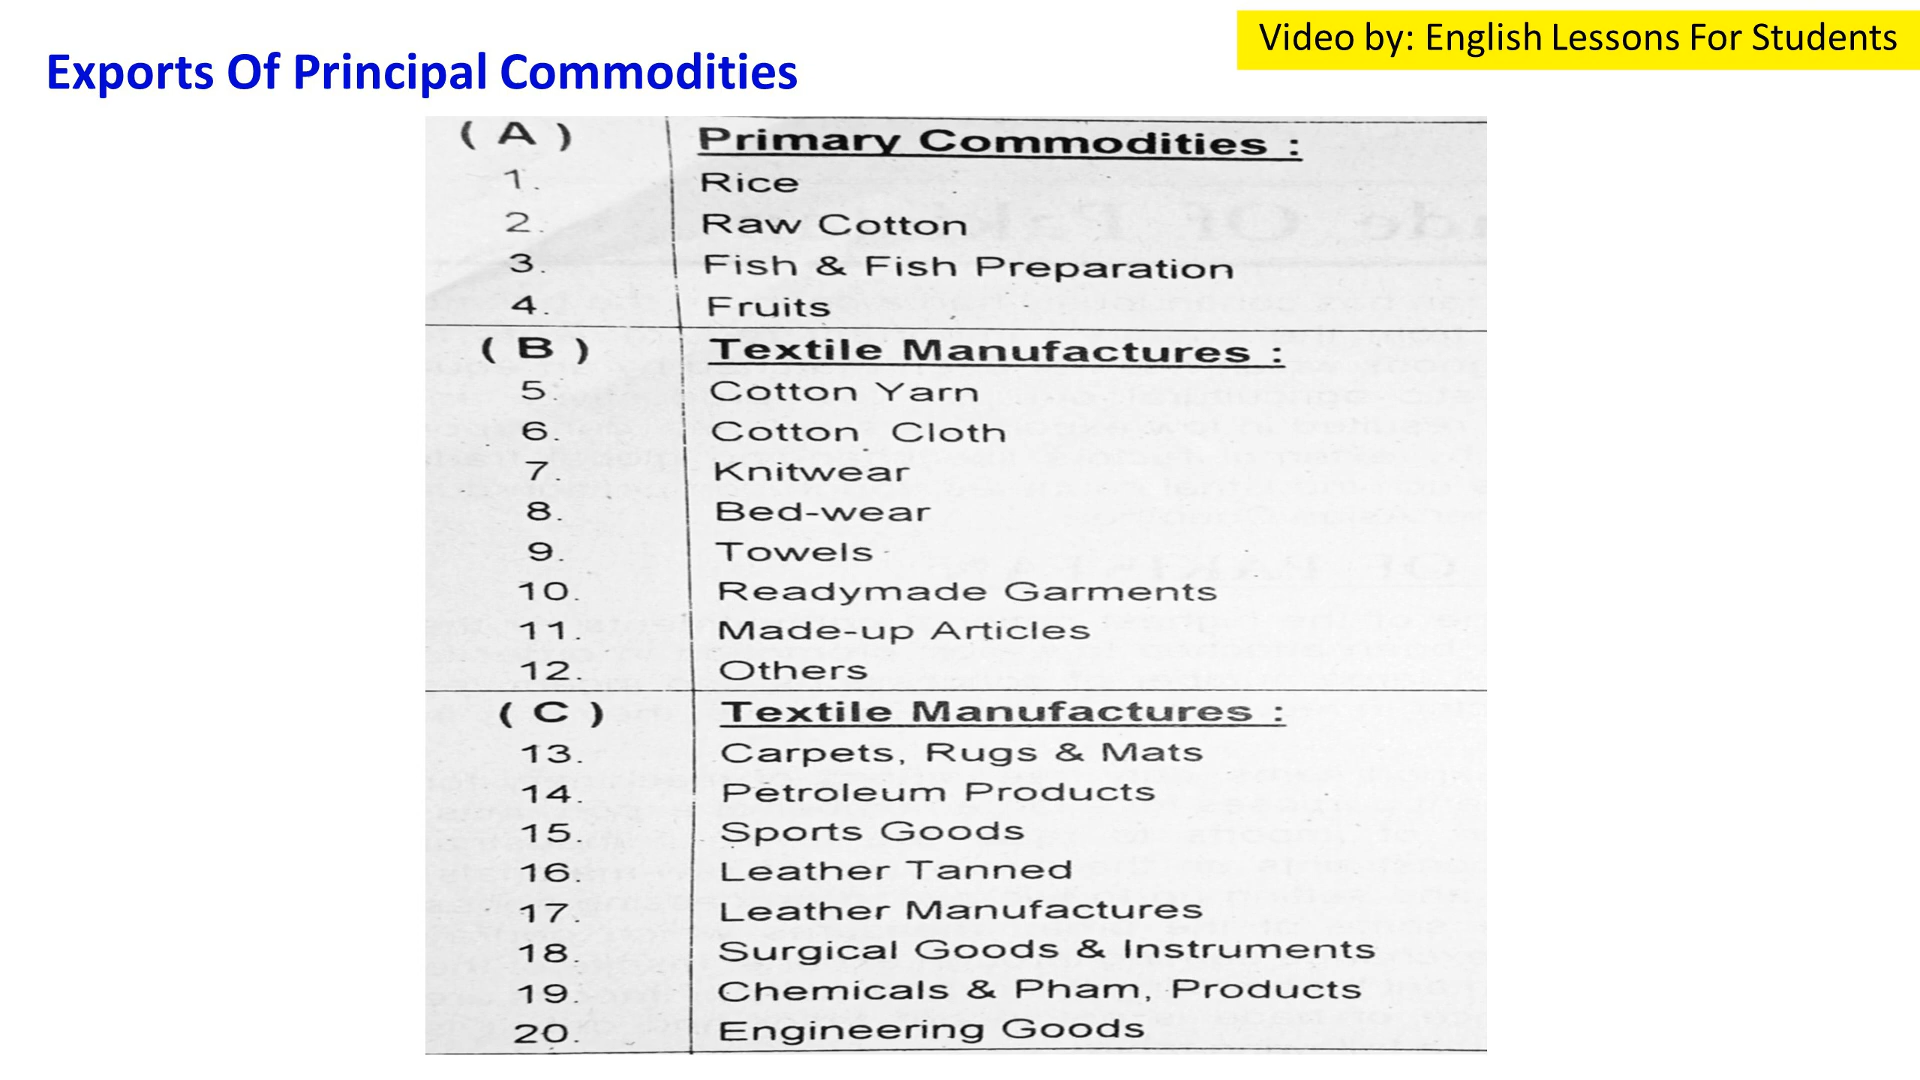 Video by: English Lessons For Students
Exports Of Principal Commodities
( A ) Primary Commodities :
1. Rice
2. Raw Cotton
3. Fish & Fish Preparation
4. Fruits
( B ) Textile Manufactures :
5. Cotton Yarn
6. Cotton Cloth
7. Knitwear
8. Bed-wear
9. Towels
10. Readymade Garments
11. Made-up Articles
12. Others
( C ) Textile Manufactures :
13. Carpets, Rugs & Mats
14. Petroleum Products
15. Sports Goods
16. Leather Tanned
17. Leather Manufactures
18. Surgical Goods & Instruments
19. Chemicals & Pham, Products
20. Engineering Goods